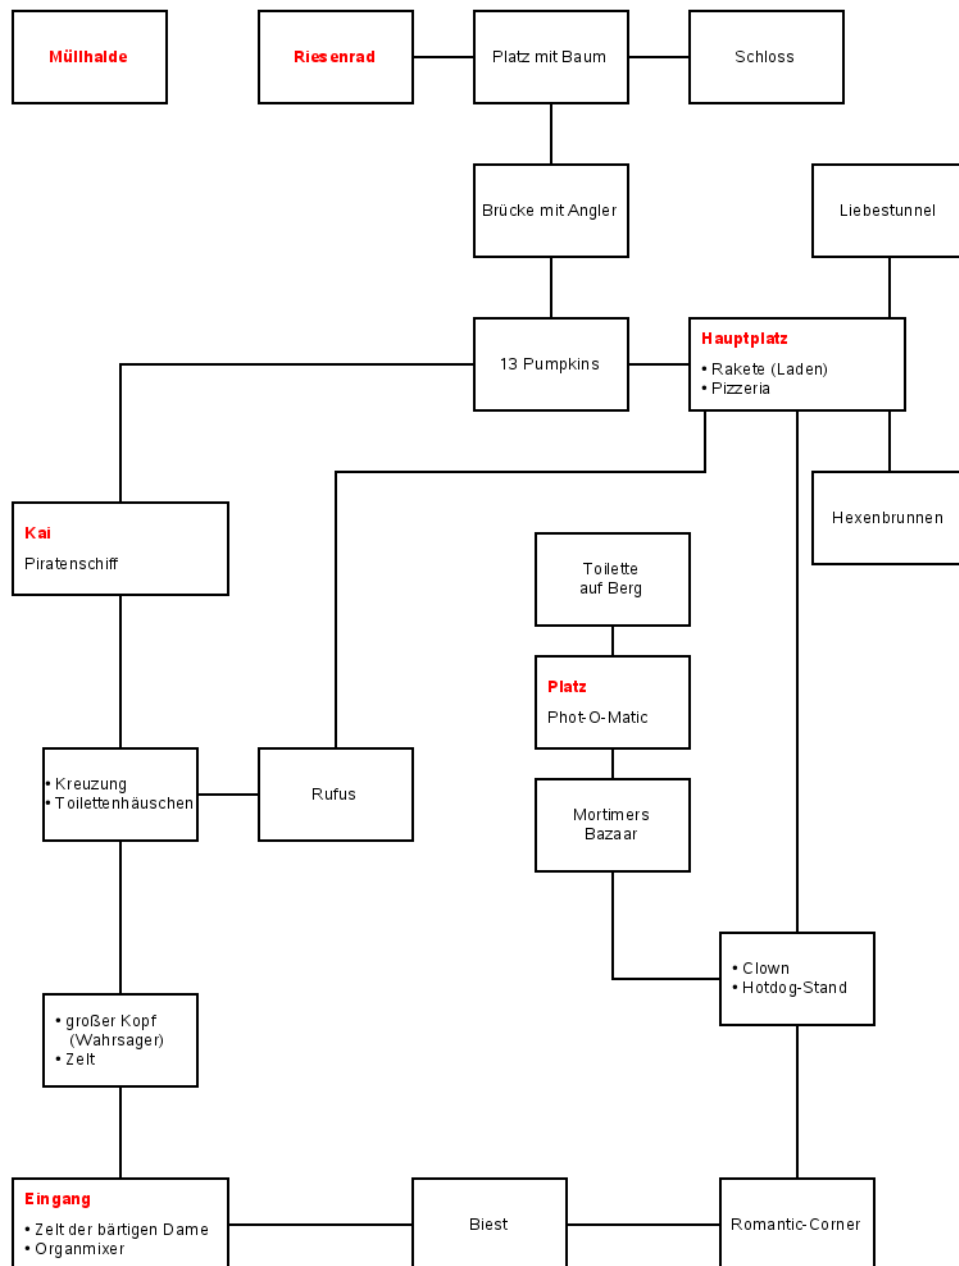 Müllhalde
Riesenrad
Platz mit Baum
Schloss
Brücke mit Angler
Liebestunnel
13 Pumpkins
Hauptplatz
• Rakete (Laden)
• Pizzeria
Kai
Piratenschiff
Hexenbrunnen
Toilette
auf Berg
Platz
Phot-O-Matic
• Kreuzung
• Toilettenhäuschen
Rufus
Mortimers
Bazaar
• Clown
• Hotdog-Stand
• großer Kopf
(Wahrsager)
• Zelt
Eingang
• Zelt der bärtigen Dame
• Organmixer
Biest
Romantic-Corner